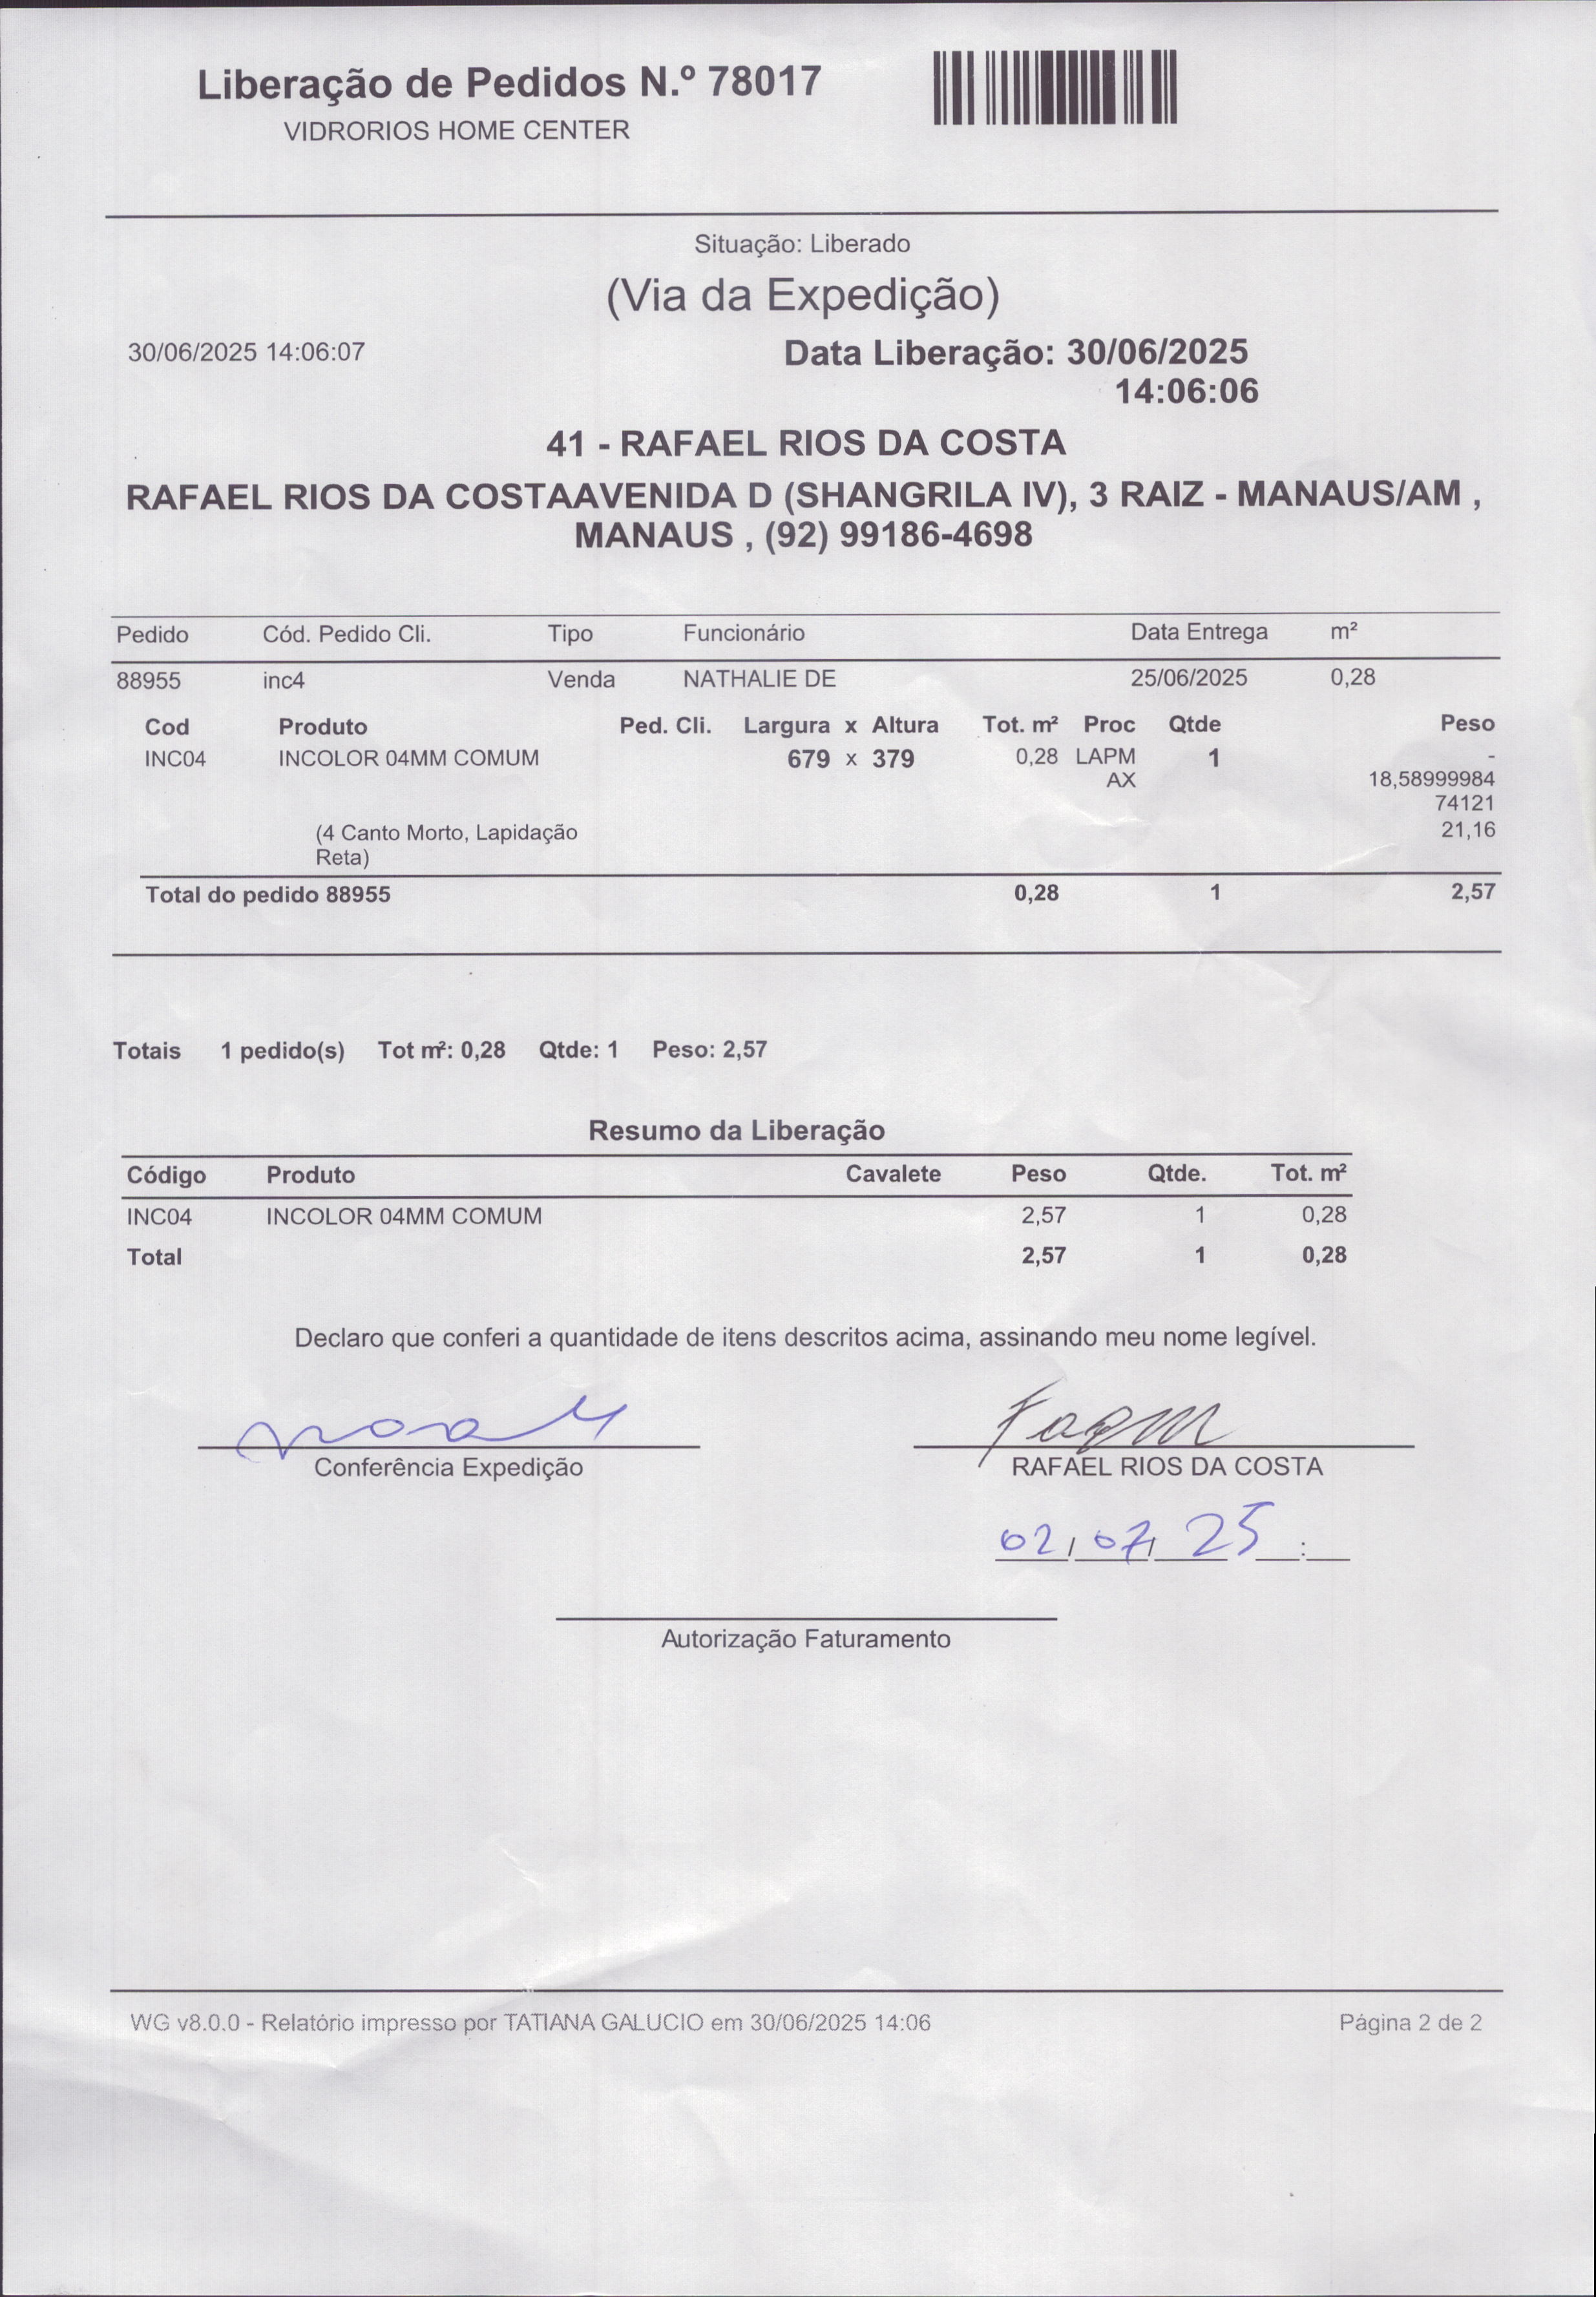 Liberação de Pedidos N.º 78017
VIDRORIOS HOME CENTER
Situação: Liberado
(Via da Expedição)
30/06/2025 14:06:07 Data Liberação: 30/06/2025
14:06:06
41 - RAFAEL RIOS DA COSTA
RAFAEL RIOS DA COSTAAVENIDA D (SHANGRILA IV), 3 RAIZ - MANAUS/AM ,
MANAUS , (92) 99186-4698
Pedido Cód. Pedido Cli. Tipo Funcionário Data Entrega m²
88955 inc4 Venda NATHALIE DE 25/06/2025 0,28
Cod Produto Ped. Cli. Largura x Altura Tot. m² Proc Qtde Peso
INC04 INCOLOR 04MM COMUM 679 x 379 0,28 LAPM 1 -
AX 18,58999984
74121
(4 Canto Morto, Lapidação 21,16
Reta)
Total do pedido 88955 0,28 1 2,57
Totais 1 pedido(s) Tot m²: 0,28 Qtde: 1 Peso: 2,57
Resumo da Liberação
Código Produto Cavalete Peso Qtde. Tot. m²
INC04 INCOLOR 04MM COMUM 2,57 1 0,28
Total 2,57 1 0,28
Declaro que conferi a quantidade de itens descritos acima, assinando meu nome legível.
Conferência Expedição RAFAEL RIOS DA COSTA
02/07/25 :
Autorização Faturamento
WG v8.0.0 - Relatório impresso por TATIANA GALUCIO em 30/06/2025 14:06 Página 2 de 2